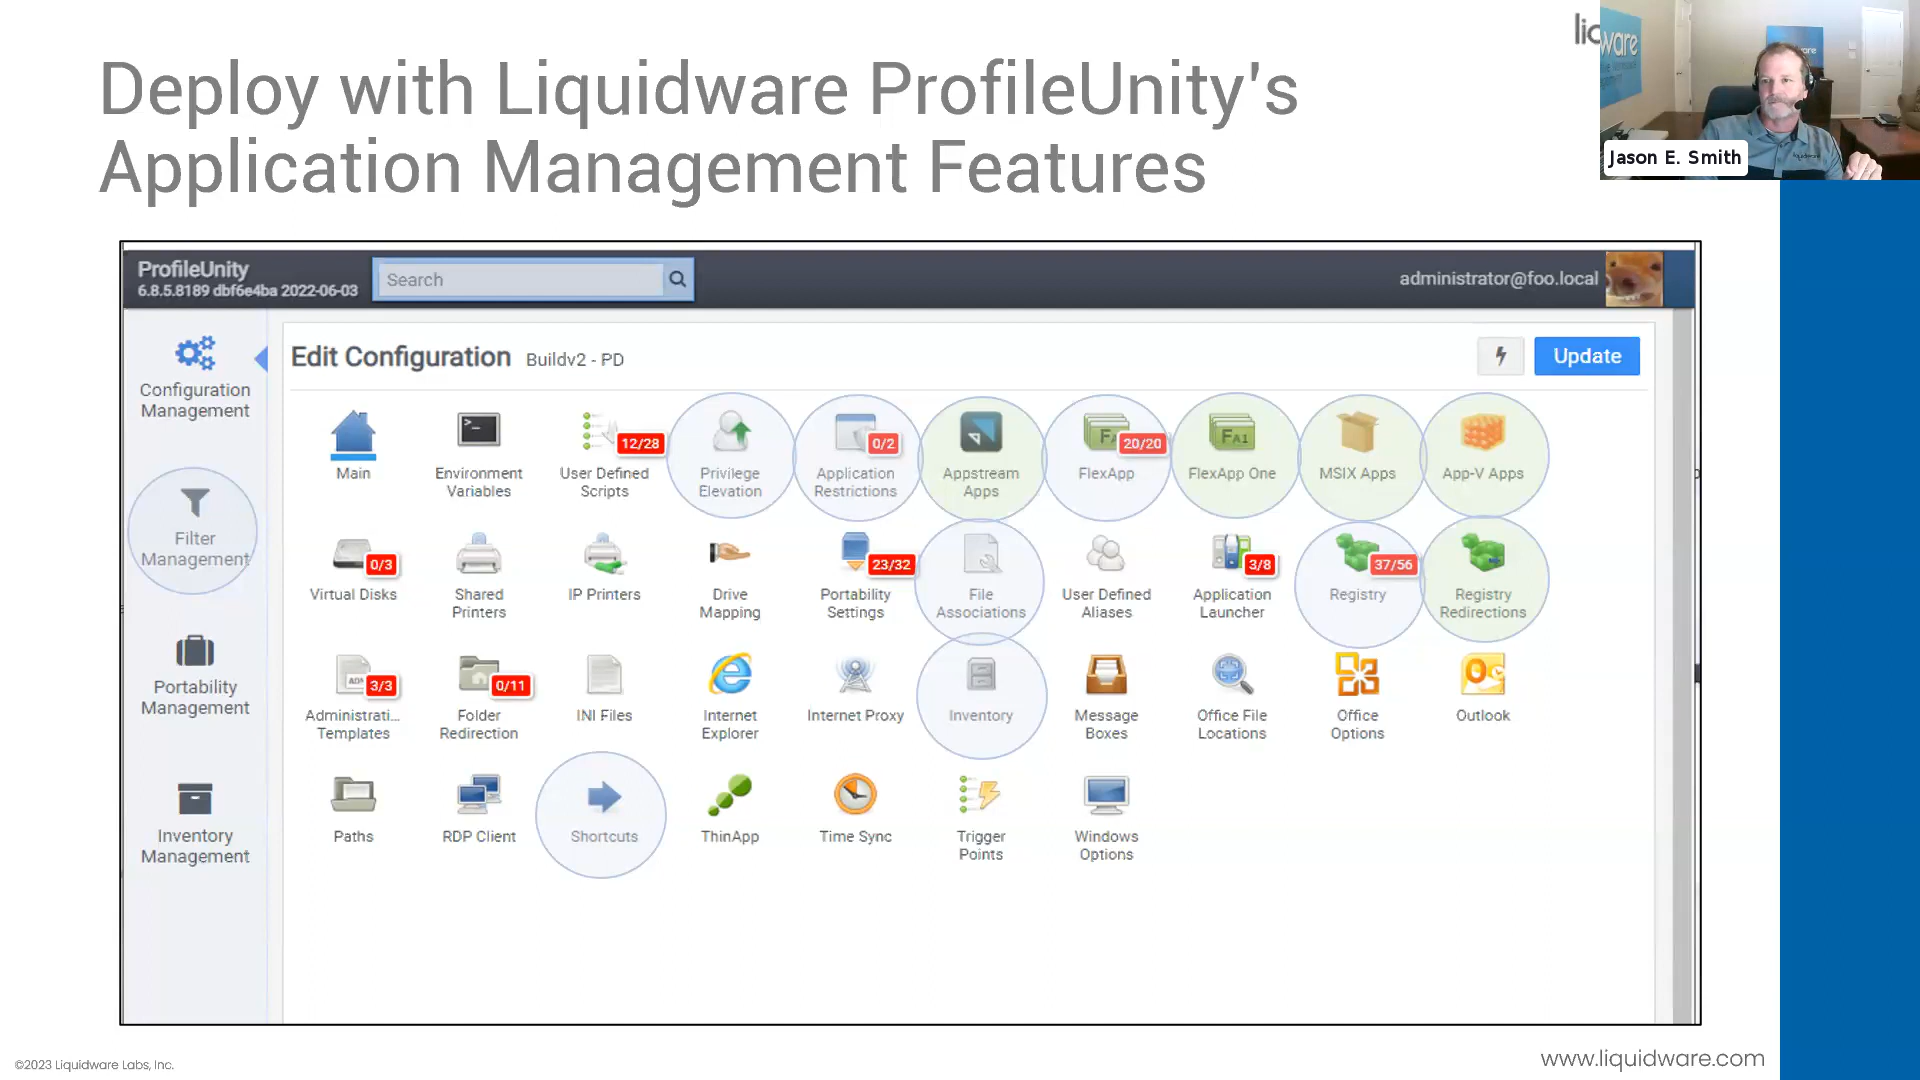 Deploy with Liquidware ProfileUnity's
Application Management Features
Jason E. Smith
ProfileUnity
6.8.5.8189 dbf6e4ba 2022-06-03
Search
administrator@foo.local
Configuration
Management
Filter
Management
Portability
Management
Inventory
Management
Edit Configuration Buildv2 - PD
Update
Main
Environment
Variables
12/28
User Defined
Scripts
Privilege
Elevation
0/2
Application
Restrictions
Appstream
Apps
20/20
FlexApp
FA1
FlexApp One
MSIX Apps
App-V Apps
0/3
Virtual Disks
Shared
Printers
IP Printers
Drive
Mapping
23/32
Portability
Settings
File
Associations
User Defined
Aliases
3/8
Application
Launcher
37/56
Registry
Registry
Redirections
3/3
Administrati...
Templates
0/11
Folder
Redirection
INI Files
Internet
Explorer
Internet Proxy
Inventory
Message
Boxes
Office File
Locations
Office
Options
Outlook
Paths
RDP Client
Shortcuts
ThinApp
Time Sync
Trigger
Points
Windows
Options
©2023 Liquidware Labs, Inc.
www.liquidware.com